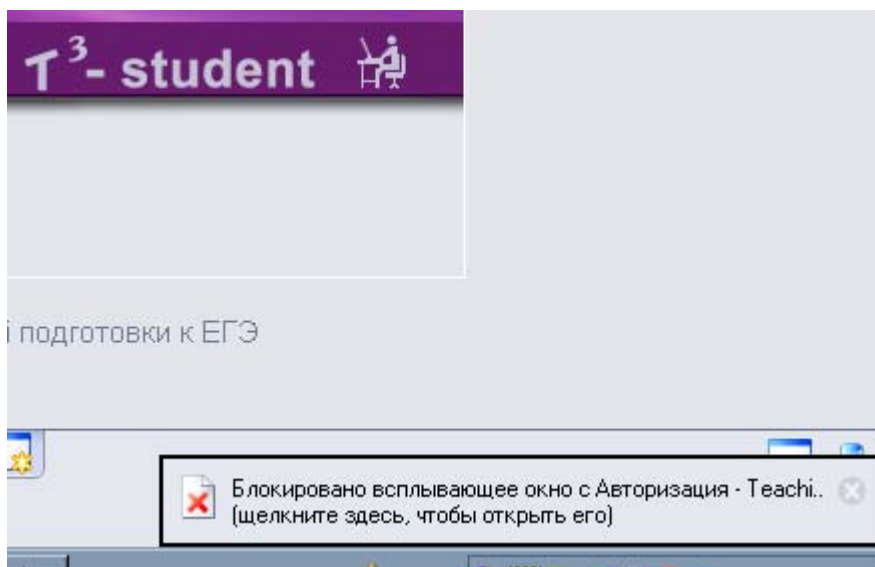 T³- student
подготовки к ЕГЭ
Блокировано всплывающее окно с Авторизация - Teachi..
(щелкните здесь, чтобы открыть его)